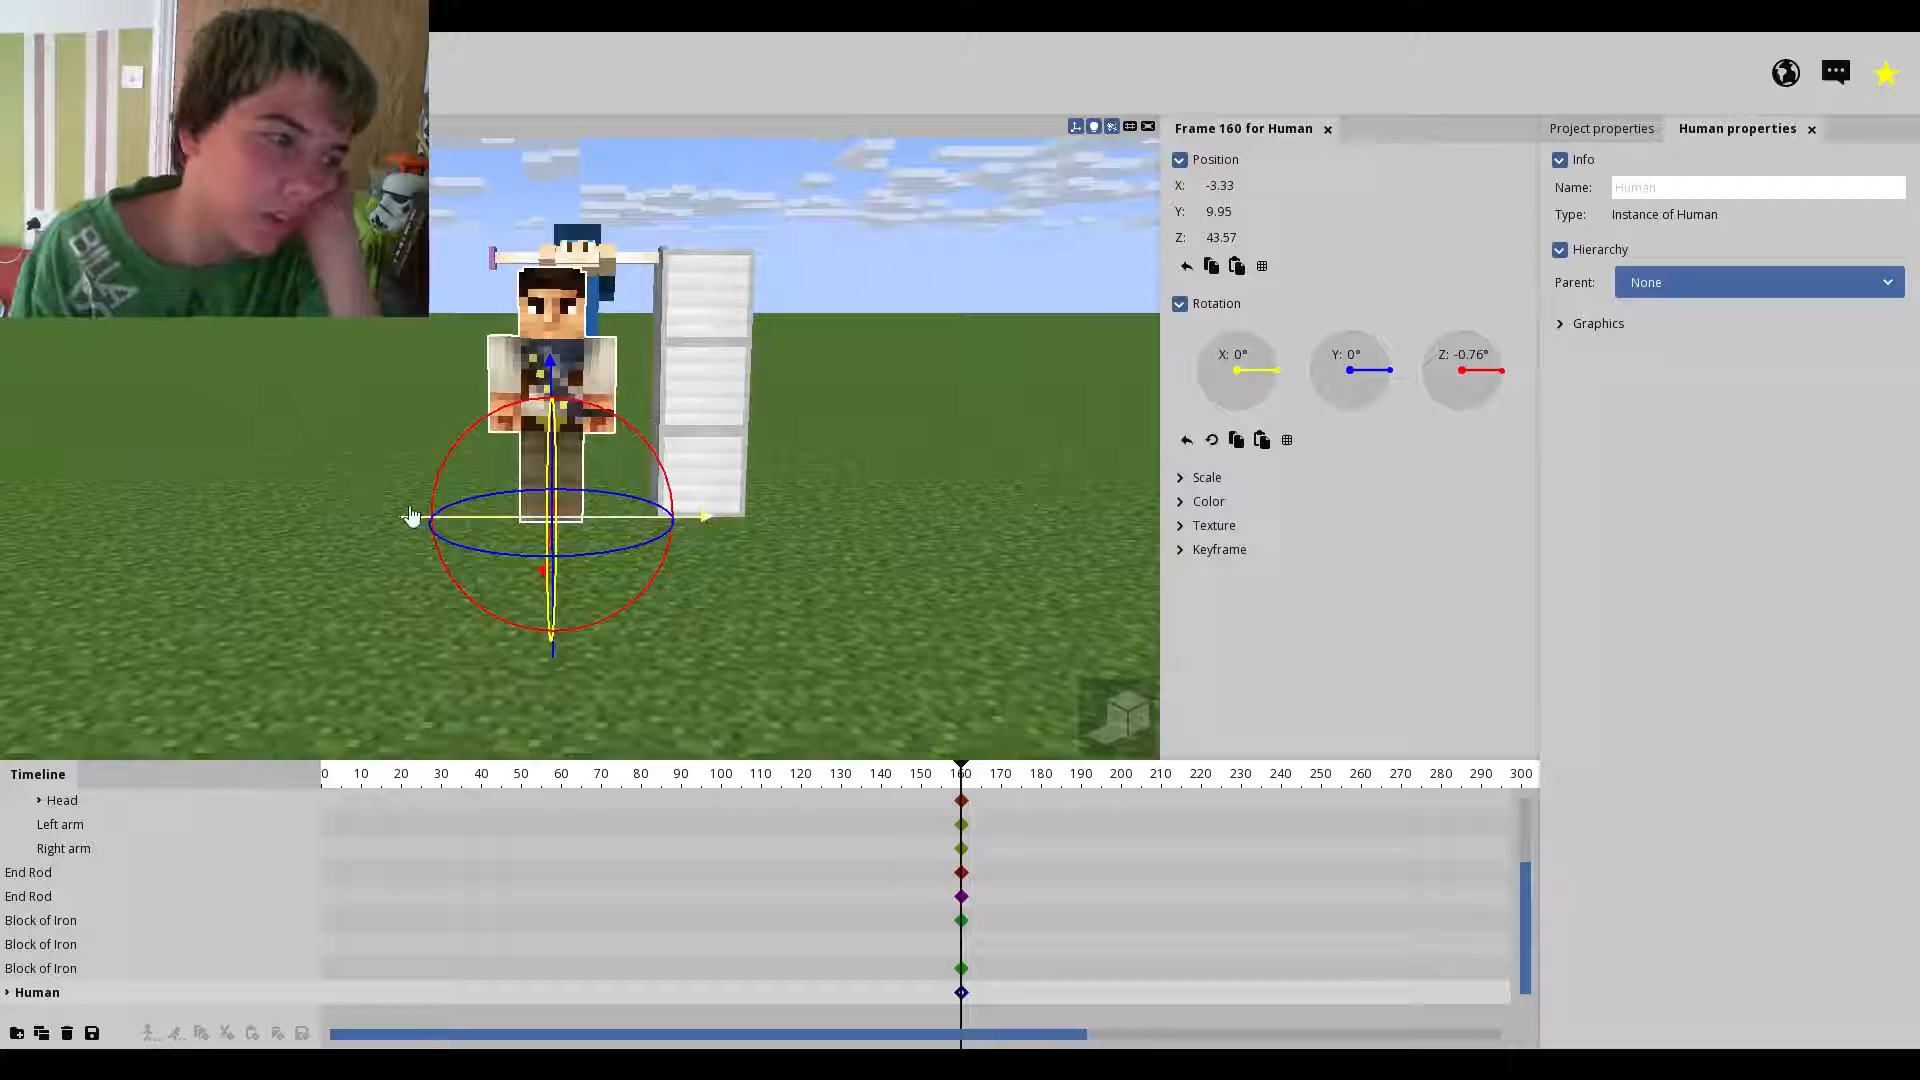 BILLA
Frame 160 for Human
Project properties
Human properties
Position
X: -3.33
Y: 9.95
Z: 43.57
Rotation
X: 0°
Y: 0°
Z: -0.76°
Scale
Color
Texture
Keyframe
Info
Name: Human
Type: Instance of Human
Hierarchy
Parent: None
Graphics
Timeline
0 10 20 30 40 50 60 70 80 90 100 110 120 130 140 150 160 170 180 190 200 210 220 230 240 250 260 270 280 290 300
Head
Left arm
Right arm
End Rod
End Rod
Block of Iron
Block of Iron
Block of Iron
Human